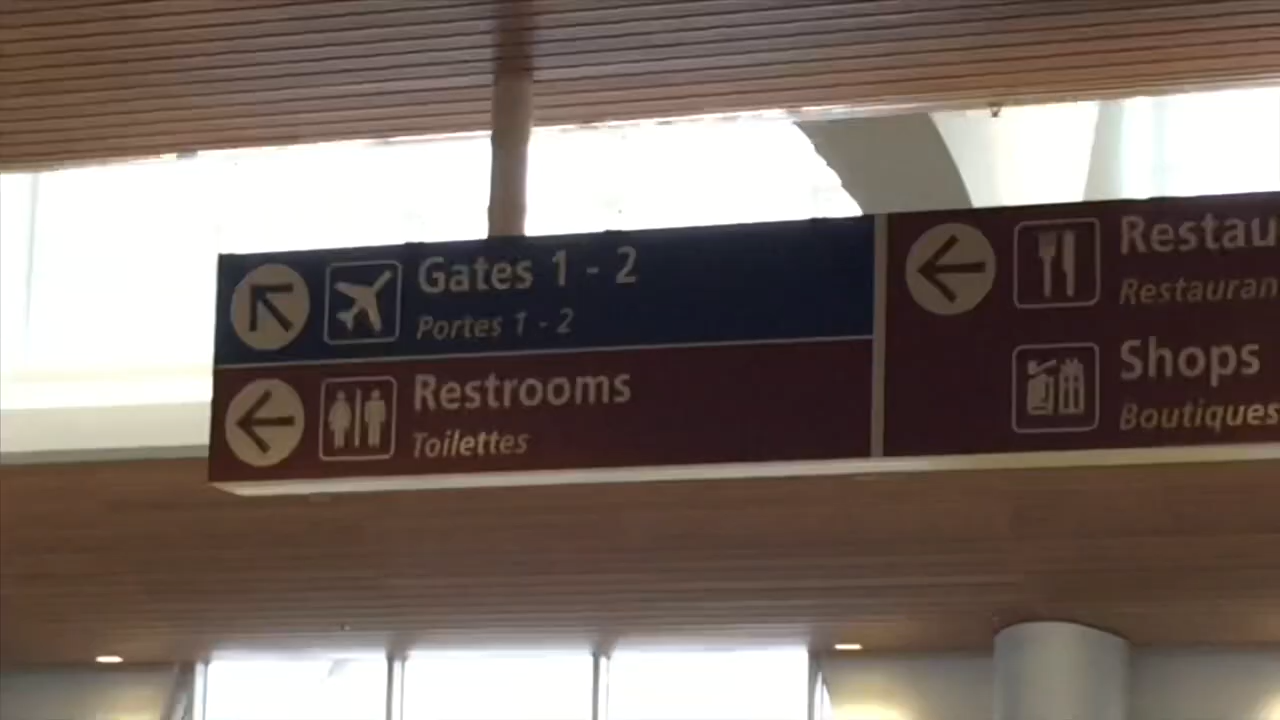 Gates 1 - 2
Portes 1 - 2
Restrooms
Toilettes
Shops
Boutiques